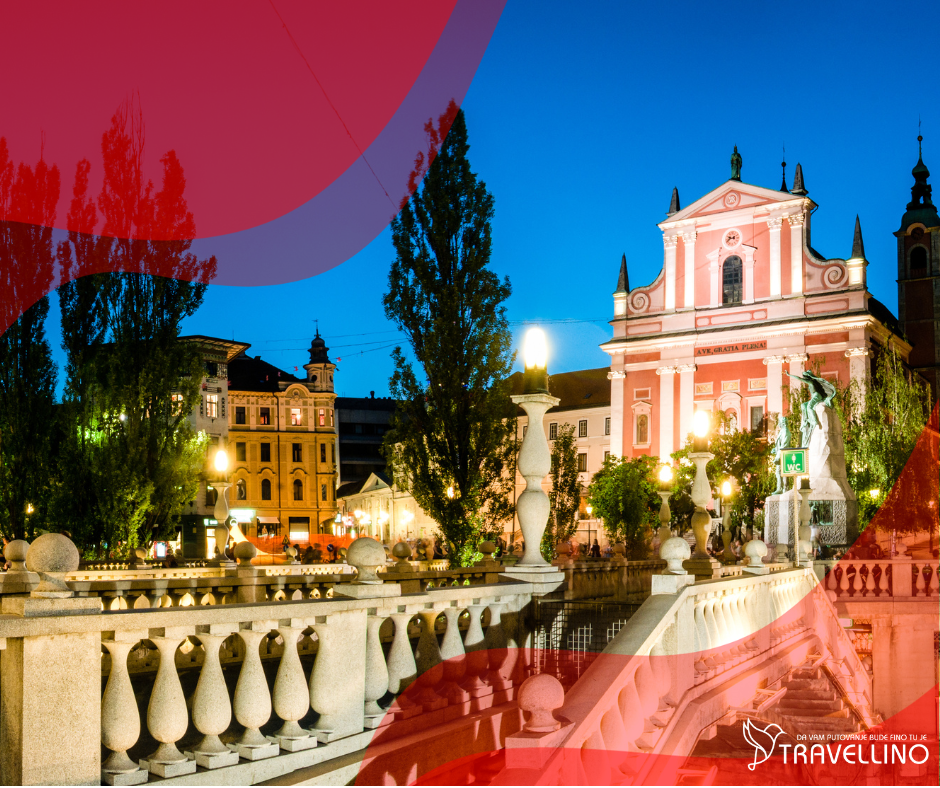 AVE, GRATIA PLENA!
WC
DA VAM PUTOVANJE BUDE FINO TU JE
TRAVELLINO